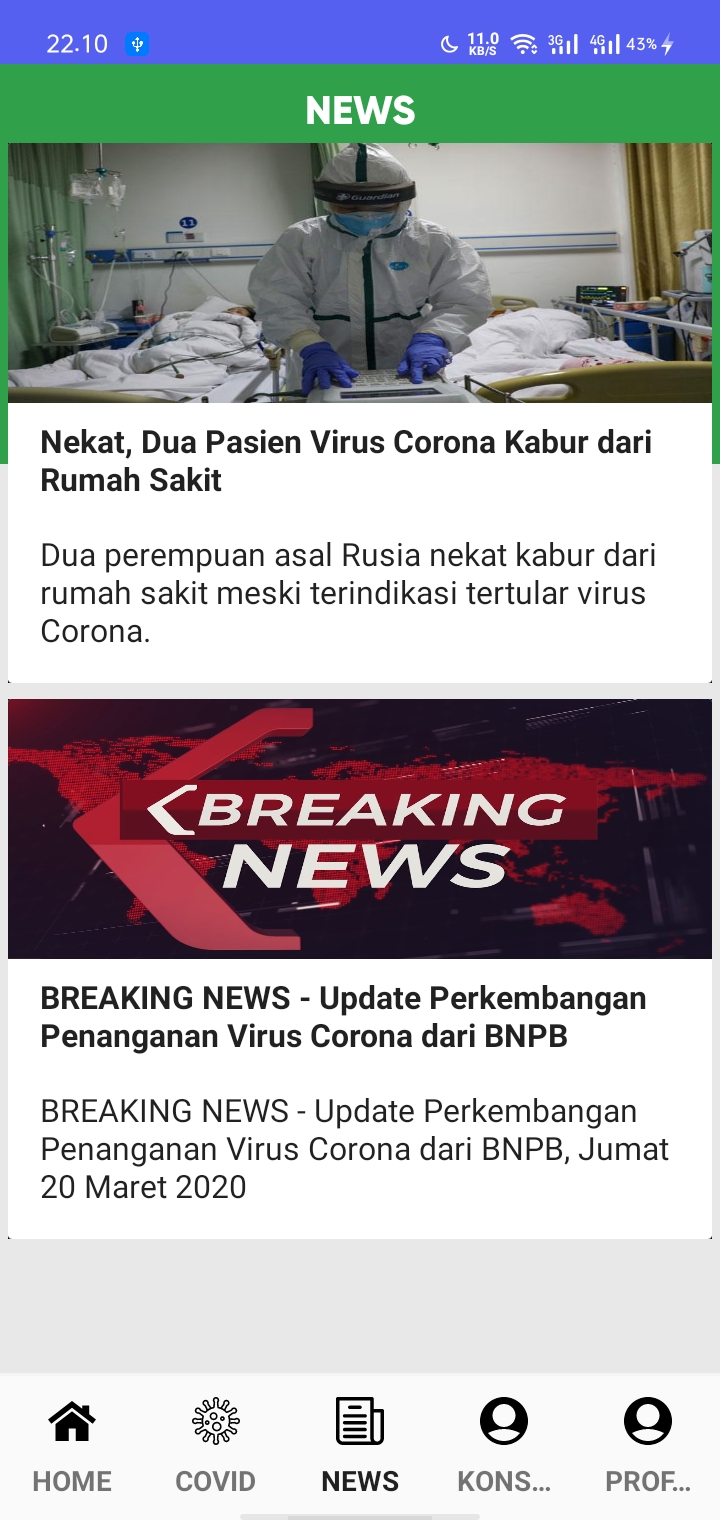 22.10
11.0
KB/S
3G
4G
43%
NEWS
Guardian
11
Nekat, Dua Pasien Virus Corona Kabur dari
Rumah Sakit
Dua perempuan asal Rusia nekat kabur dari
rumah sakit meski terindikasi tertular virus
Corona.
BREAKING
NEWS
BREAKING NEWS - Update Perkembangan
Penanganan Virus Corona dari BNPB
BREAKING NEWS - Update Perkembangan
Penanganan Virus Corona dari BNPB, Jumat
20 Maret 2020
HOME
COVID
NEWS
KONS...
PROF...